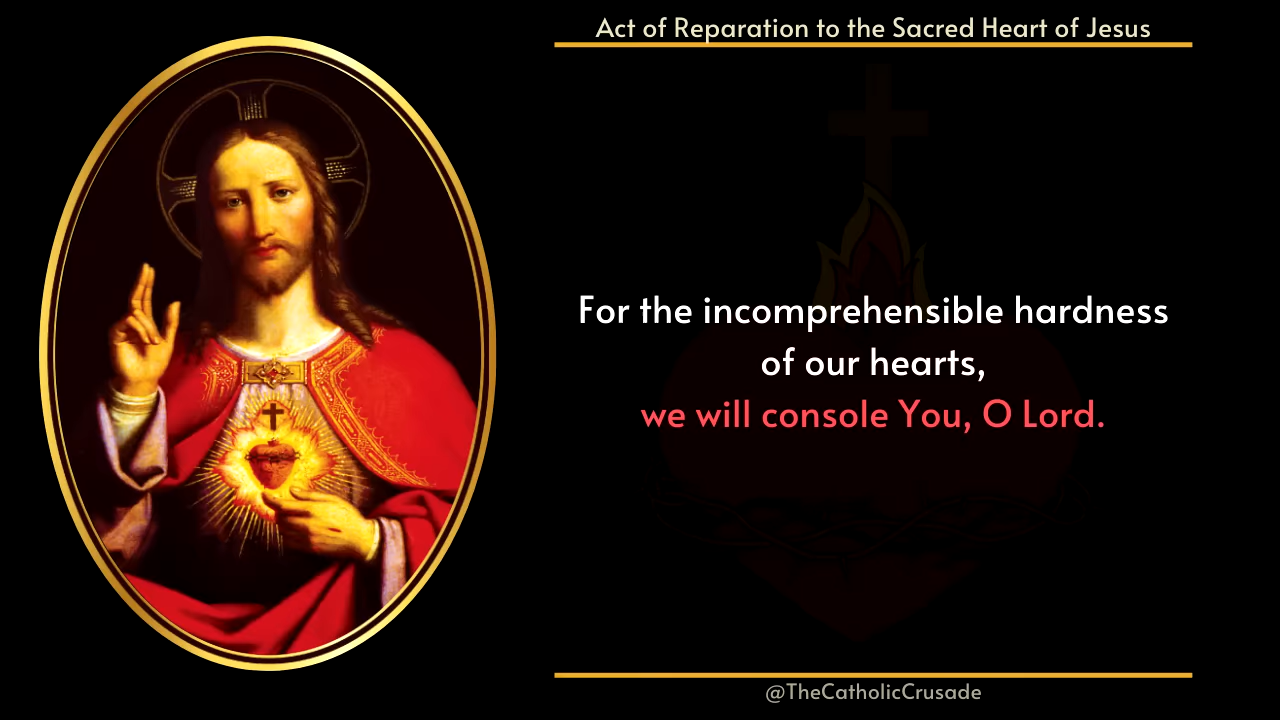 Act of Reparation to the Sacred Heart of Jesus
For the incomprehensible hardness
of our hearts,
we will console You, O Lord.
@TheCatholicCrusade